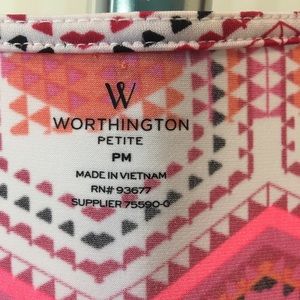 W
WORTHINGTON
PETITE
PM
MADE IN VIETNAM
RN# 93677
SUPPLIER 75590-0